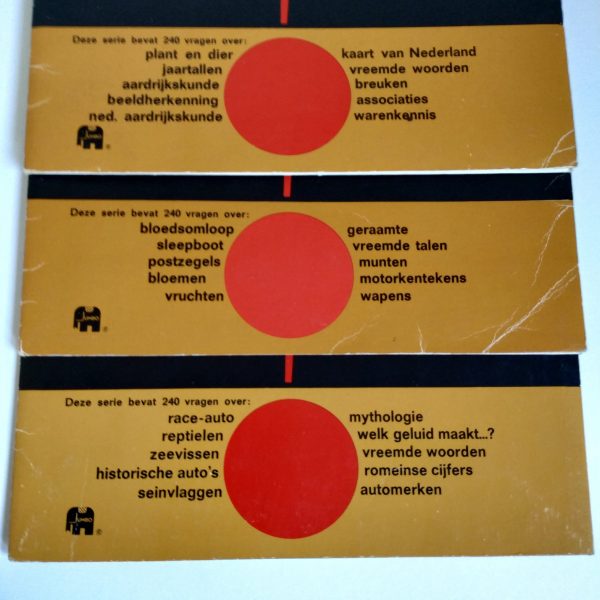 Deze serie bevat 240 vragen over:
plant en dier kaart van Nederland
jaartallen vreemde woorden
aardrijkskunde breuken
beeldherkenning associaties
ned. aardrijkskunde warenkennis
JUMBO ®
Deze serie bevat 240 vragen over:
bloedsomloop geraamte
sleepboot vreemde talen
postzegels munten
bloemen motorkentekens
vruchten wapens
JUMBO ®
Deze serie bevat 240 vragen over:
race-auto mythologie
reptielen welk geluid maakt...?
zeevissen vreemde woorden
historische auto's romeinse cijfers
seinvlaggen automerken
JUMBO ®